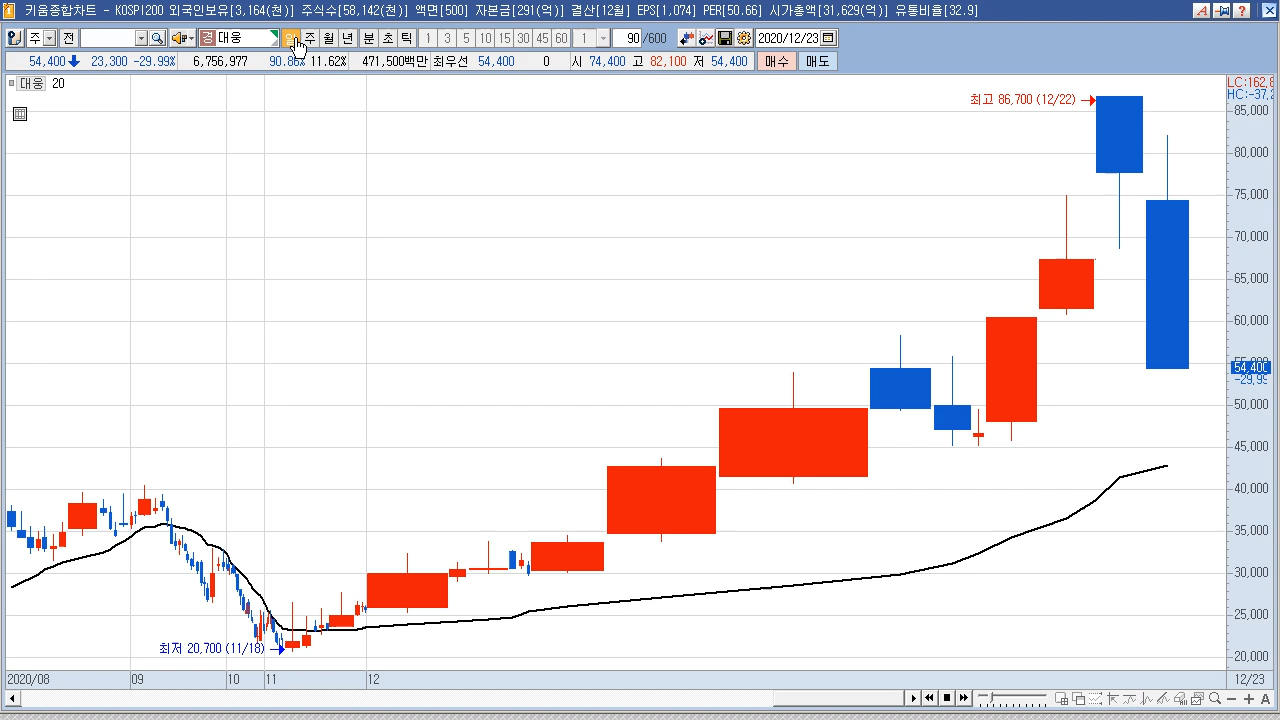 키움종합차트 - KOSPI200 외국인보유[3,164(천)] 주식수[58,142(천)] 액면[500] 자본금[291(억)] 결산[12월] EPS[1,074] PER[50.66] 시가총액[31,629(억)] 유통비율[32.9]
주 전 경 대웅 일 주 월 년 분 초 틱 1 3 5 10 15 30 45 60 1 90 /600 2020/12/23
54,400 23,300 -29.99% 6,756,977 90.86% 11.62% 471,500백만 최우선 54,400 0 시 74,400 고 82,100 저 54,400 매수 매도
대웅 20
LC:162,8
HC:-37,2
최고 86,700 (12/22)
85,000
80,000
75,000
70,000
65,000
60,000
54,400
-29,99
50,000
45,000
40,000
35,000
30,000
25,000
최저 20,700 (11/18)
20,000
2020/08 09 10 11 12 12/23
A